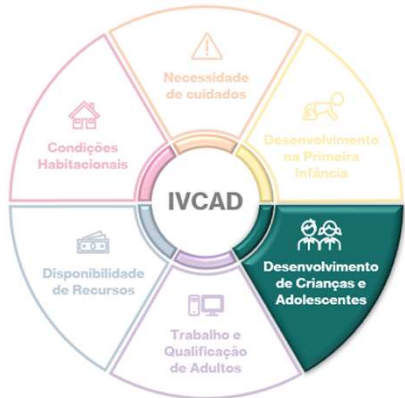 Necessidade
de cuidados
Desenvolvimento
na Primeira
Infância
Desenvolvimento
de Crianças e
Adolescentes
Trabalho e
Qualificação
de Adultos
Disponibilidade
de Recursos
Condições
Habitacionais
IVCAD